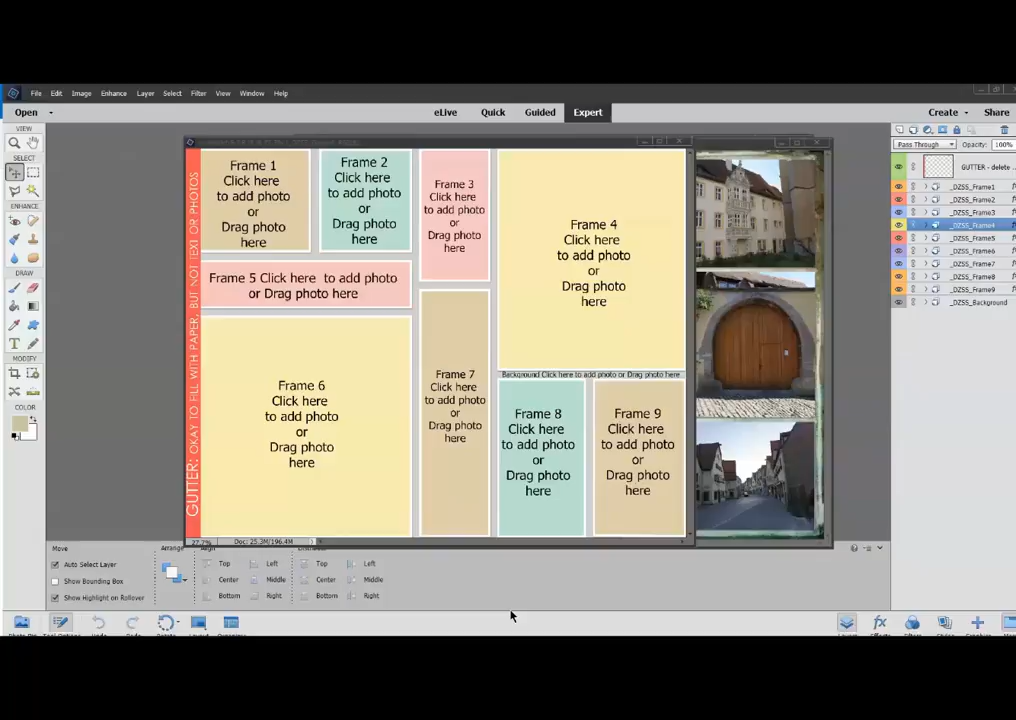 File Edit Image Enhance Layer Select Filter View Window Help
Open eLive Quick Guided Expert Create Share
VIEW
SELECT
ENHANCE
DRAW
MODIFY
COLOR
Pass Through Opacity: 100%
GUTTER - delete ...
_DZSS_Frame1
_DZSS_Frame2
_DZSS_Frame3
_DZSS_Frame4
_DZSS_Frame5
_DZSS_Frame6
_DZSS_Frame7
_DZSS_Frame8
_DZSS_Frame9
_DZSS_Background
GUTTER: OKAY TO FILL WITH PAPER, BUT NOT TEXT OR PHOTOS
Frame 1
Click here
to add photo
or
Drag photo
here
Frame 2
Click here
to add photo
or
Drag photo
here
Frame 3
Click here
to add photo
or
Drag photo
here
Frame 4
Click here
to add photo
or
Drag photo
here
Frame 5 Click here to add photo
or Drag photo here
Frame 6
Click here
to add photo
or
Drag photo
here
Frame 7
Click here
to add photo
or
Drag photo
here
Background Click here to add photo or Drag photo here
Frame 8
Click here
to add photo
or
Drag photo
here
Frame 9
Click here
to add photo
or
Drag photo
here
27.7% Doc: 25.3M/196.4M
Move Arrange Align
Auto Select Layer
Show Bounding Box
Show Highlight on Rollover
Top Left Top Left
Center Middle Center Middle
Bottom Right Bottom Right